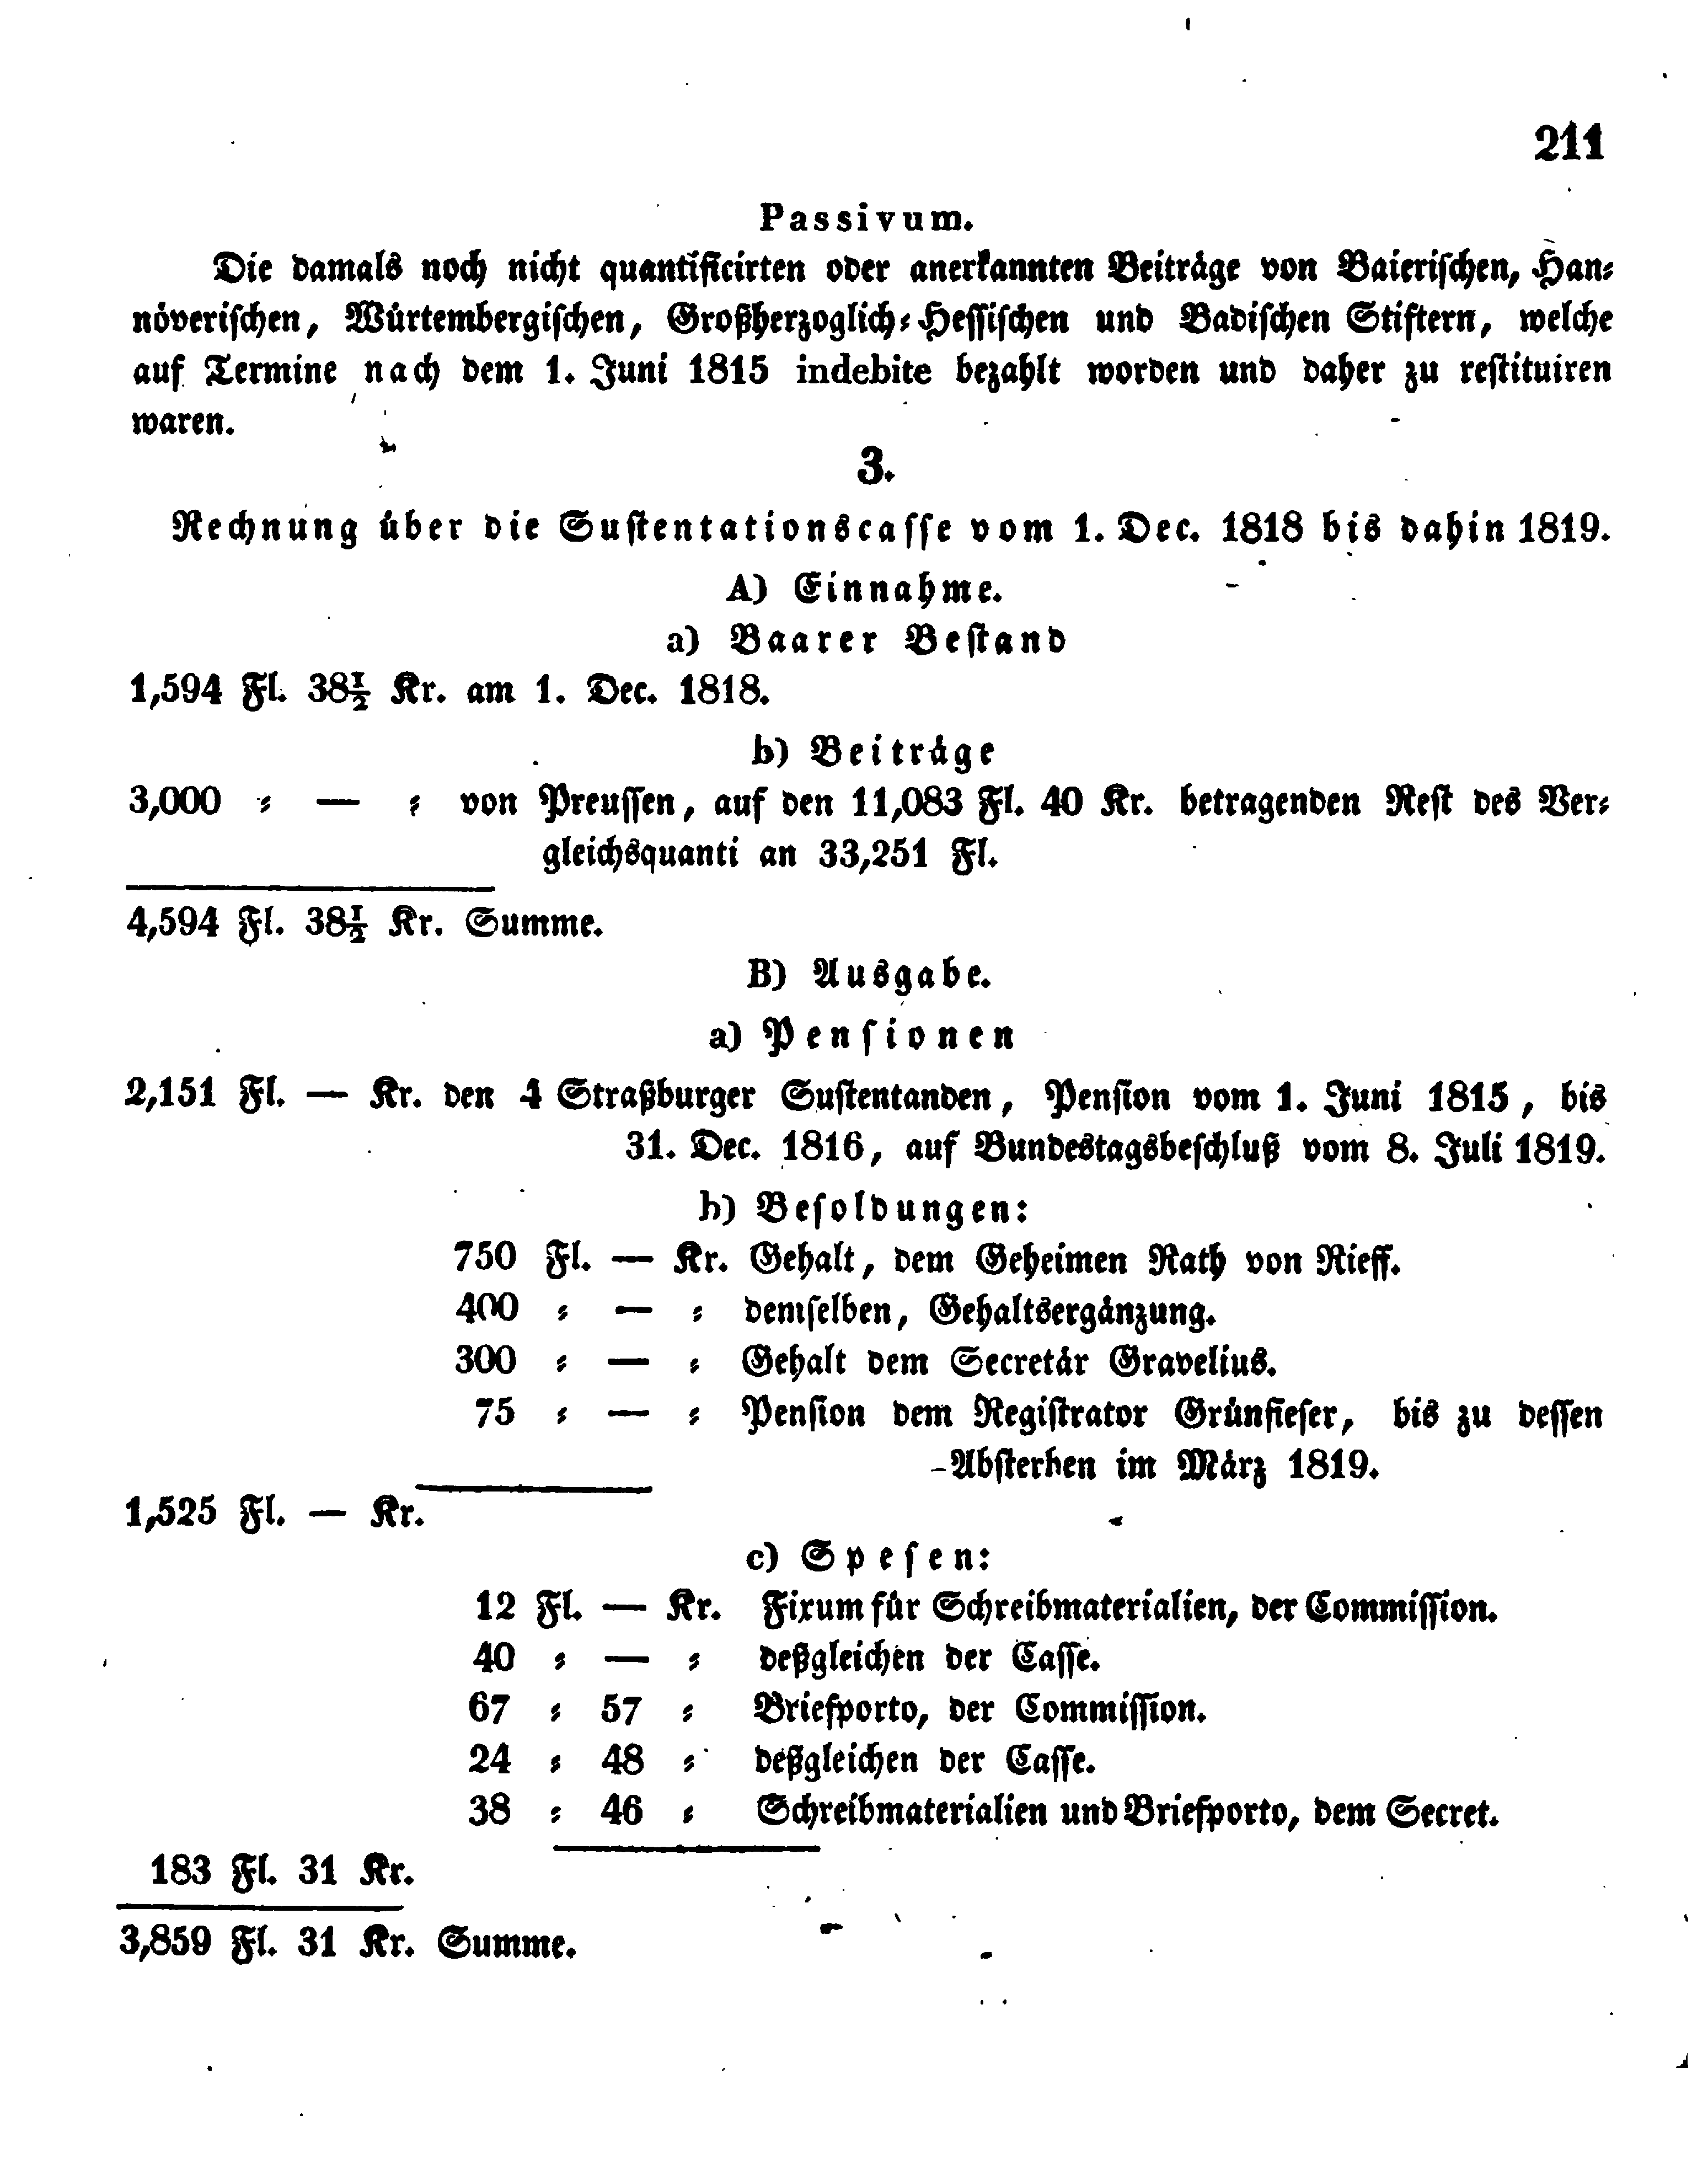 211
Passivum.
Die damals noch nicht quantificirten oder anerkannten Beiträge von Baierischen, Han⸗
növerischen, Würtembergischen, Großherzoglich⸗Hessischen und Badischen Stiftern, welche
auf Termine nach dem 1. Juni 1815 indebite bezahlt worden und daher zu restituiren
waren.
3.
Rechnung über die Sustentationscasse vom 1. Dec. 1818 bis dahin 1819.
A) Einnahme.
a) Baarer Bestand
1,594 Fl. 38½ Kr. am 1. Dec. 1818.
b) Beiträge
3,000 ⸗ — ⸗ von Preussen, auf den 11,083 Fl. 40 Kr. betragenden Rest des Ver⸗
gleichsquanti an 33,251 Fl.
4,594 Fl. 38½ Kr. Summe.
B) Ausgabe.
a) Pensionen
2,151 Fl. — Kr. den 4 Straßburger Sustentanden, Pension vom 1. Juni 1815, bis
31. Dec. 1816, auf Bundestagsbeschluß vom 8. Juli 1819.
b) Besoldungen:
750 Fl. — Kr. Gehalt, dem Geheimen Rath von Rieff.
400 ⸗ — ⸗ demselben, Gehaltsergänzung.
300 ⸗ — ⸗ Gehalt dem Secretär Gravelius.
75 ⸗ — ⸗ Pension dem Registrator Grünfieser, bis zu dessen
Absterben im März 1819.
1,525 Fl. — Kr.
c) Spesen:
12 Fl. — Kr. Fixum für Schreibmaterialien, der Commission.
40 ⸗ — ⸗ deßgleichen der Casse.
67 ⸗ 57 ⸗ Briefporto, der Commission.
24 ⸗ 48 ⸗ deßgleichen der Casse.
38 ⸗ 46 ⸗ Schreibmaterialien und Briefporto, dem Secret.
183 Fl. 31 Kr.
3,859 Fl. 31 Kr. Summe.